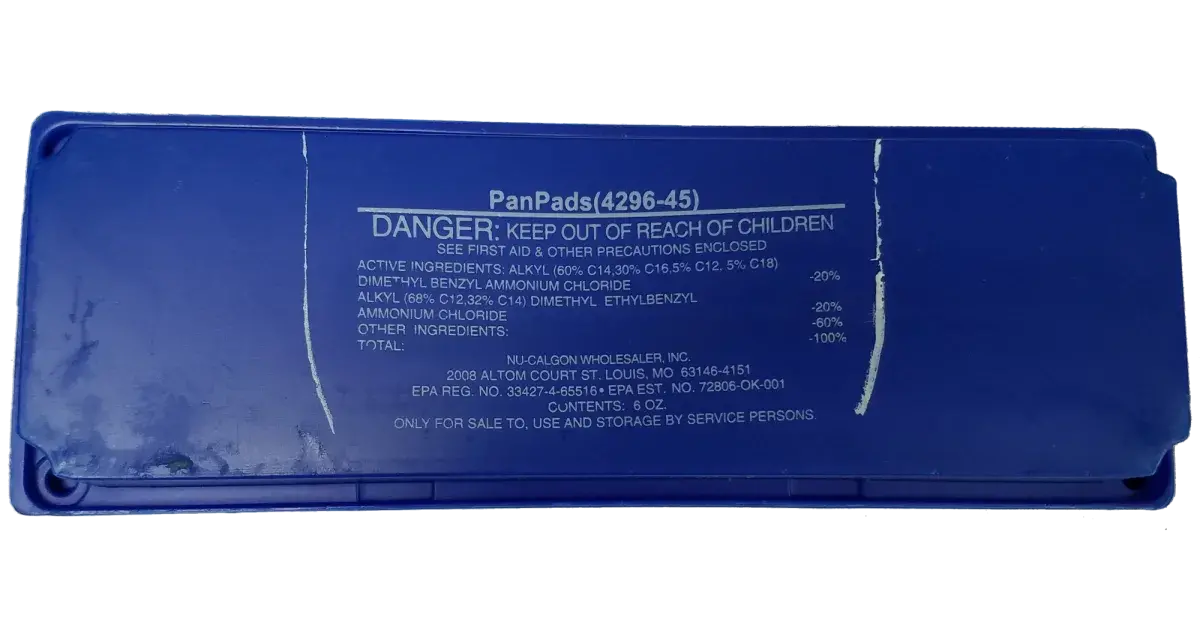 PanPads(4296-45)
DANGER: KEEP OUT OF REACH OF CHILDREN
SEE FIRST AID & OTHER PRECAUTIONS ENCLOSED
ACTIVE INGREDIENTS: ALKYL (60% C14,30% C16,5% C12, 5% C18)
DIMETHYL BENZYL AMMONIUM CHLORIDE -20%
ALKYL (68% C12,32% C14) DIMETHYL ETHYLBENZYL
AMMONIUM CHLORIDE -20%
OTHER INGREDIENTS: -60%
TOTAL: -100%
NU-CALGON WHOLESALER, INC.
2008 ALTOM COURT ST. LOUIS, MO 63146-4151
EPA REG. NO. 33427-4-65516• EPA EST. NO. 72806-OK-001
CONTENTS: 6 OZ.
ONLY FOR SALE TO, USE AND STORAGE BY SERVICE PERSONS.